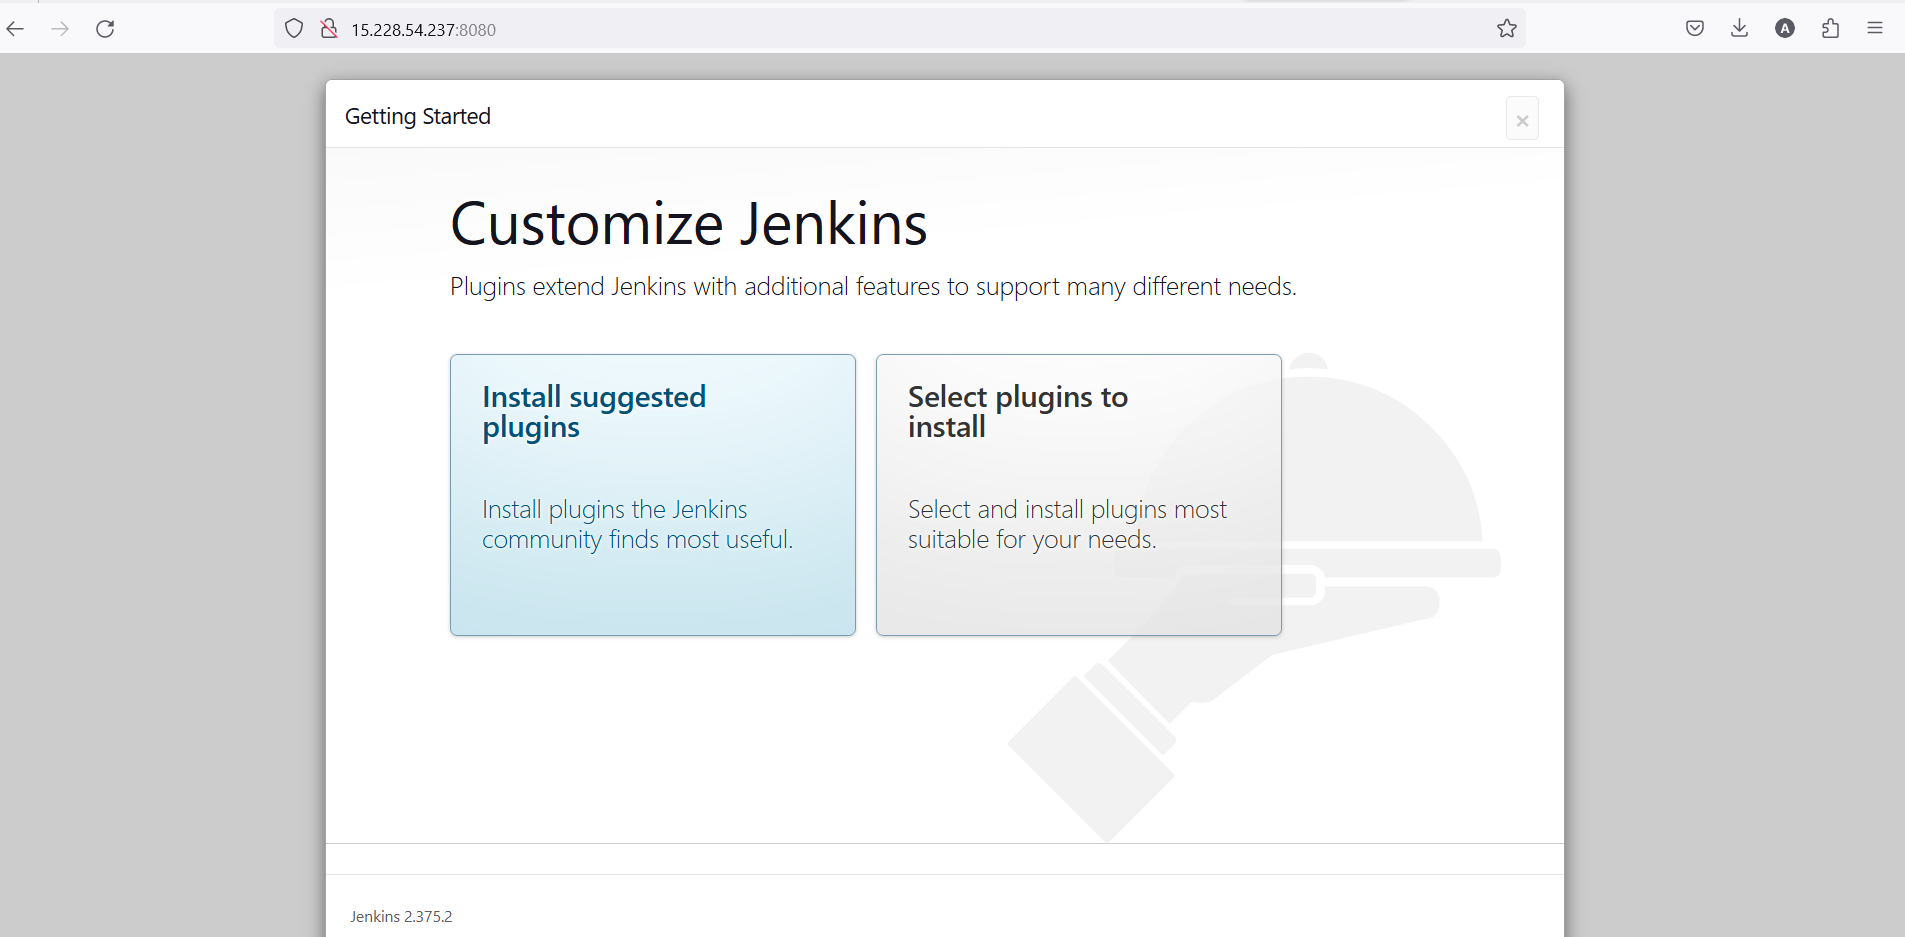 15.228.54.237:8080
A
Getting Started
×
Customize Jenkins
Plugins extend Jenkins with additional features to support many different needs.
Install suggested
plugins
Install plugins the Jenkins
community finds most useful.
Select plugins to
install
Select and install plugins most
suitable for your needs.
Jenkins 2.375.2